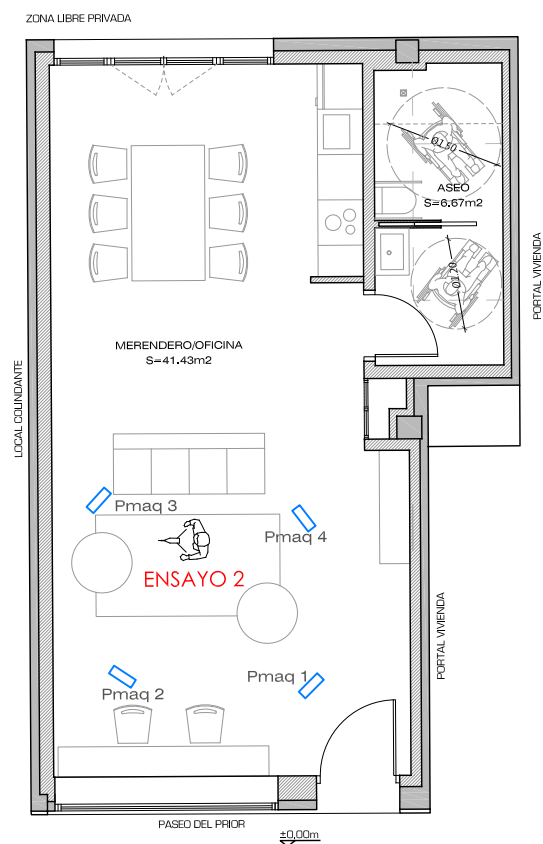 ZONA LIBRE PRIVADA
Ø1.50
ASEO
S=6.67m2
PORTAL VIVIENDA
Ø1.20
MERENDERO/OFICINA
S=41.43m2
LOCAL COLINDANTE
Pmaq 3
Pmaq 4
ENSAYO 2
PORTAL VIVIENDA
Pmaq 1
Pmaq 2
PASEO DEL PRIOR
±0,00m